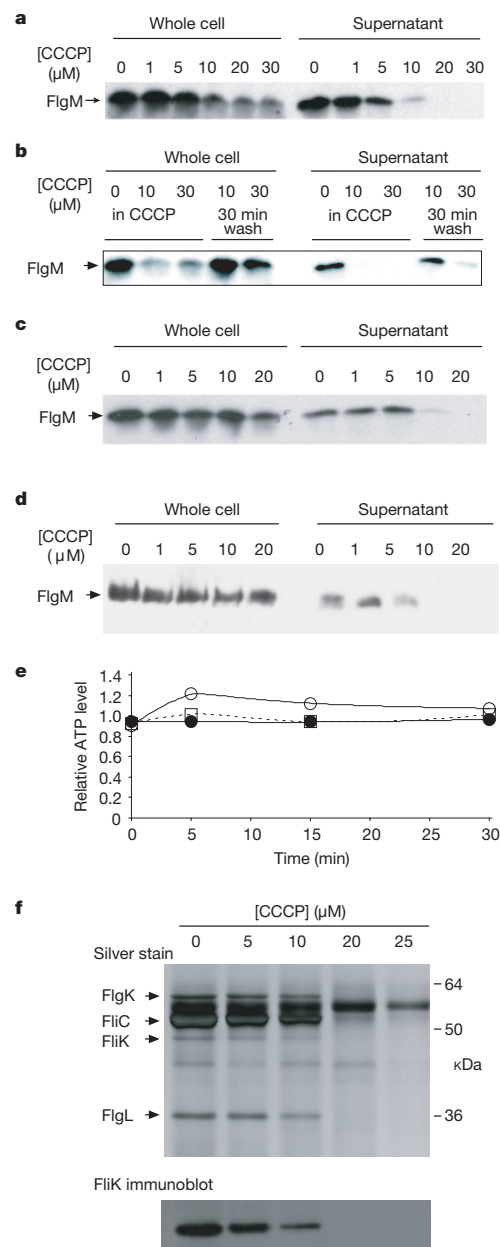 a
Whole cell Supernatant
[CCCP] (µM) 0 1 5 10 20 30 0 1 5 10 20 30
FlgM
b
Whole cell Supernatant
[CCCP] (µM) 0 10 30 10 30 0 10 30 10 30
in CCCP 30 min wash in CCCP 30 min wash
FlgM
c
Whole cell Supernatant
[CCCP] (µM) 0 1 5 10 20 0 1 5 10 20
FlgM
d
Whole cell Supernatant
[CCCP] (µM) 0 1 5 10 20 0 1 5 10 20
FlgM
e
Relative ATP level
1.4
1.2
1.0
0.8
0.6
0.4
0.2
0
0 5 10 15 20 25 30
Time (min)
f
[CCCP] (µM)
0 5 10 20 25
Silver stain
FlgK
FliC
FliK
FlgL
64
50
κDa
36
FliK immunoblot